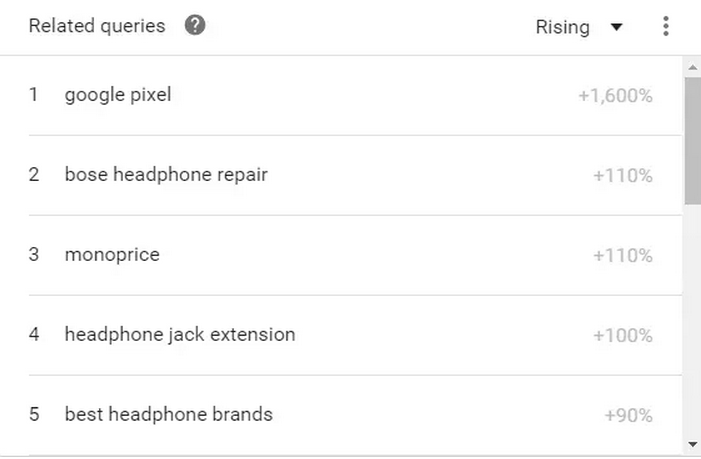 Related queries ? Rising
1 google pixel +1,600%
2 bose headphone repair +110%
3 monoprice +110%
4 headphone jack extension +100%
5 best headphone brands +90%